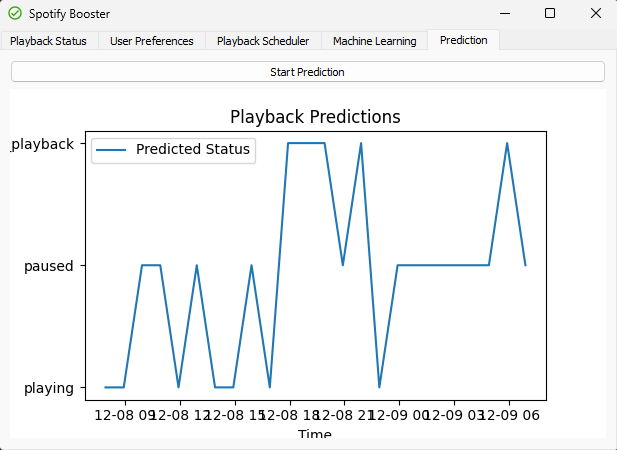 Spotify Booster
Playback Status User Preferences Playback Scheduler Machine Learning Prediction
Start Prediction
Playback Predictions
Predicted Status
_playback
paused
playing
12-08 09 12-08 12 12-08 15 12-08 18 12-08 21 12-09 00 12-09 03 12-09 06
Time